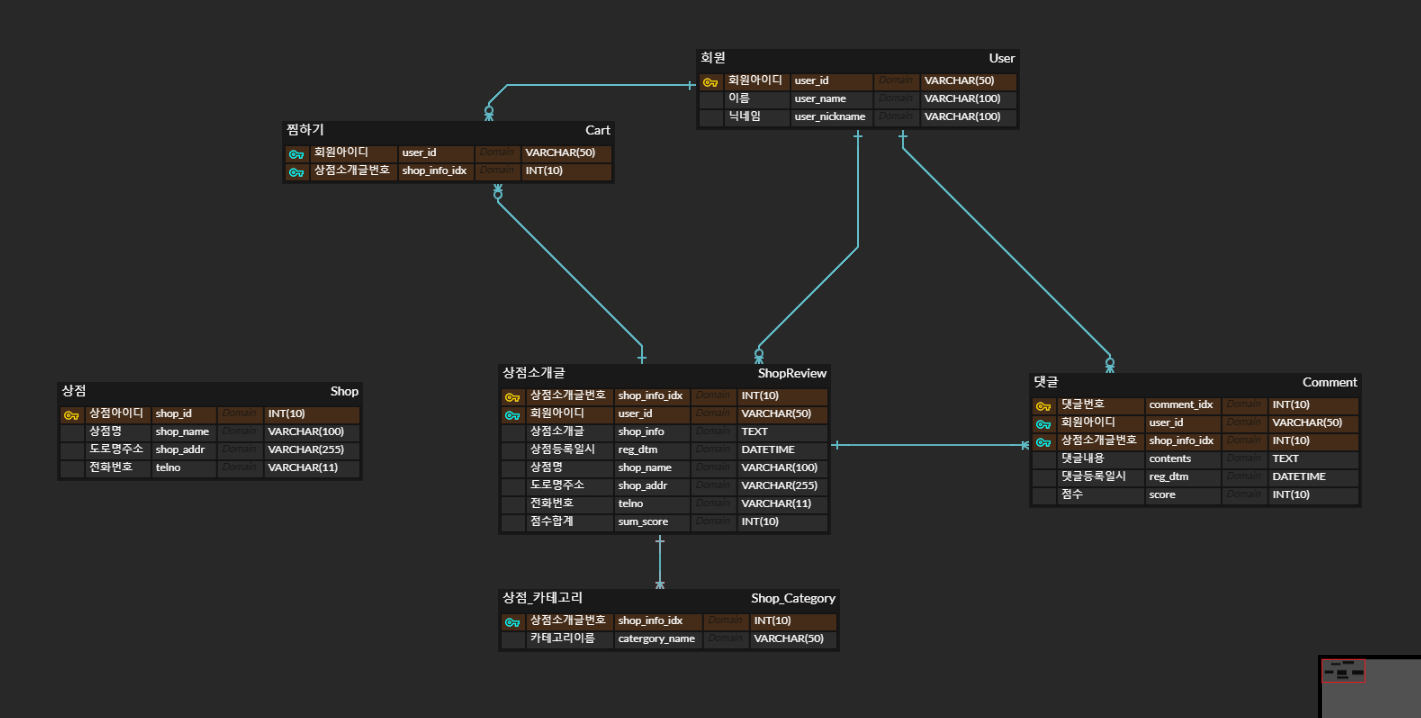 회원 User
회원아이디 user_id Domain VARCHAR(50)
이름 user_name Domain VARCHAR(100)
닉네임 user_nickname Domain VARCHAR(100)
찜하기 Cart
회원아이디 user_id Domain VARCHAR(50)
상점소개글번호 shop_info_idx Domain INT(10)
상점 Shop
상점아이디 shop_id Domain INT(10)
상점명 shop_name Domain VARCHAR(100)
도로명주소 shop_addr Domain VARCHAR(255)
전화번호 telno Domain VARCHAR(11)
상점소개글 ShopReview
상점소개글번호 shop_info_idx Domain INT(10)
회원아이디 user_id Domain VARCHAR(50)
상점소개글 shop_info Domain TEXT
상점등록일시 reg_dtm Domain DATETIME
상점명 shop_name Domain VARCHAR(100)
도로명주소 shop_addr Domain VARCHAR(255)
전화번호 telno Domain VARCHAR(11)
점수합계 sum_score Domain INT(10)
댓글 Comment
댓글번호 comment_idx Domain INT(10)
회원아이디 user_id Domain VARCHAR(50)
상점소개글번호 shop_info_idx Domain INT(10)
댓글내용 contents Domain TEXT
댓글등록일시 reg_dtm Domain DATETIME
점수 score Domain INT(10)
상점_카테고리 Shop_Category
상점소개글번호 shop_info_idx Domain INT(10)
카테고리이름 catergory_name Domain VARCHAR(50)